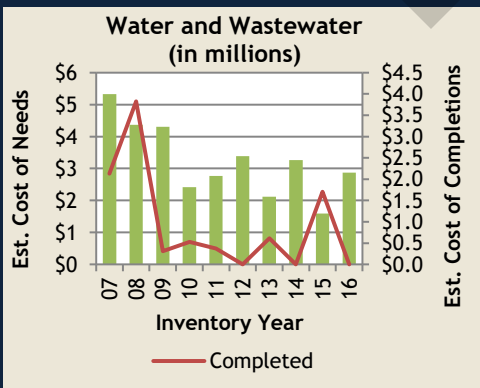 Water and Wastewater
(in millions)
Est. Cost of Needs
$6
$5
$4
$3
$2
$1
$0
$4.5
$4.0
$3.5
$3.0
$2.5
$2.0
$1.5
$1.0
$0.5
$0.0
Est. Cost of Completions
07 08 09 10 11 12 13 14 15 16
Inventory Year
Completed